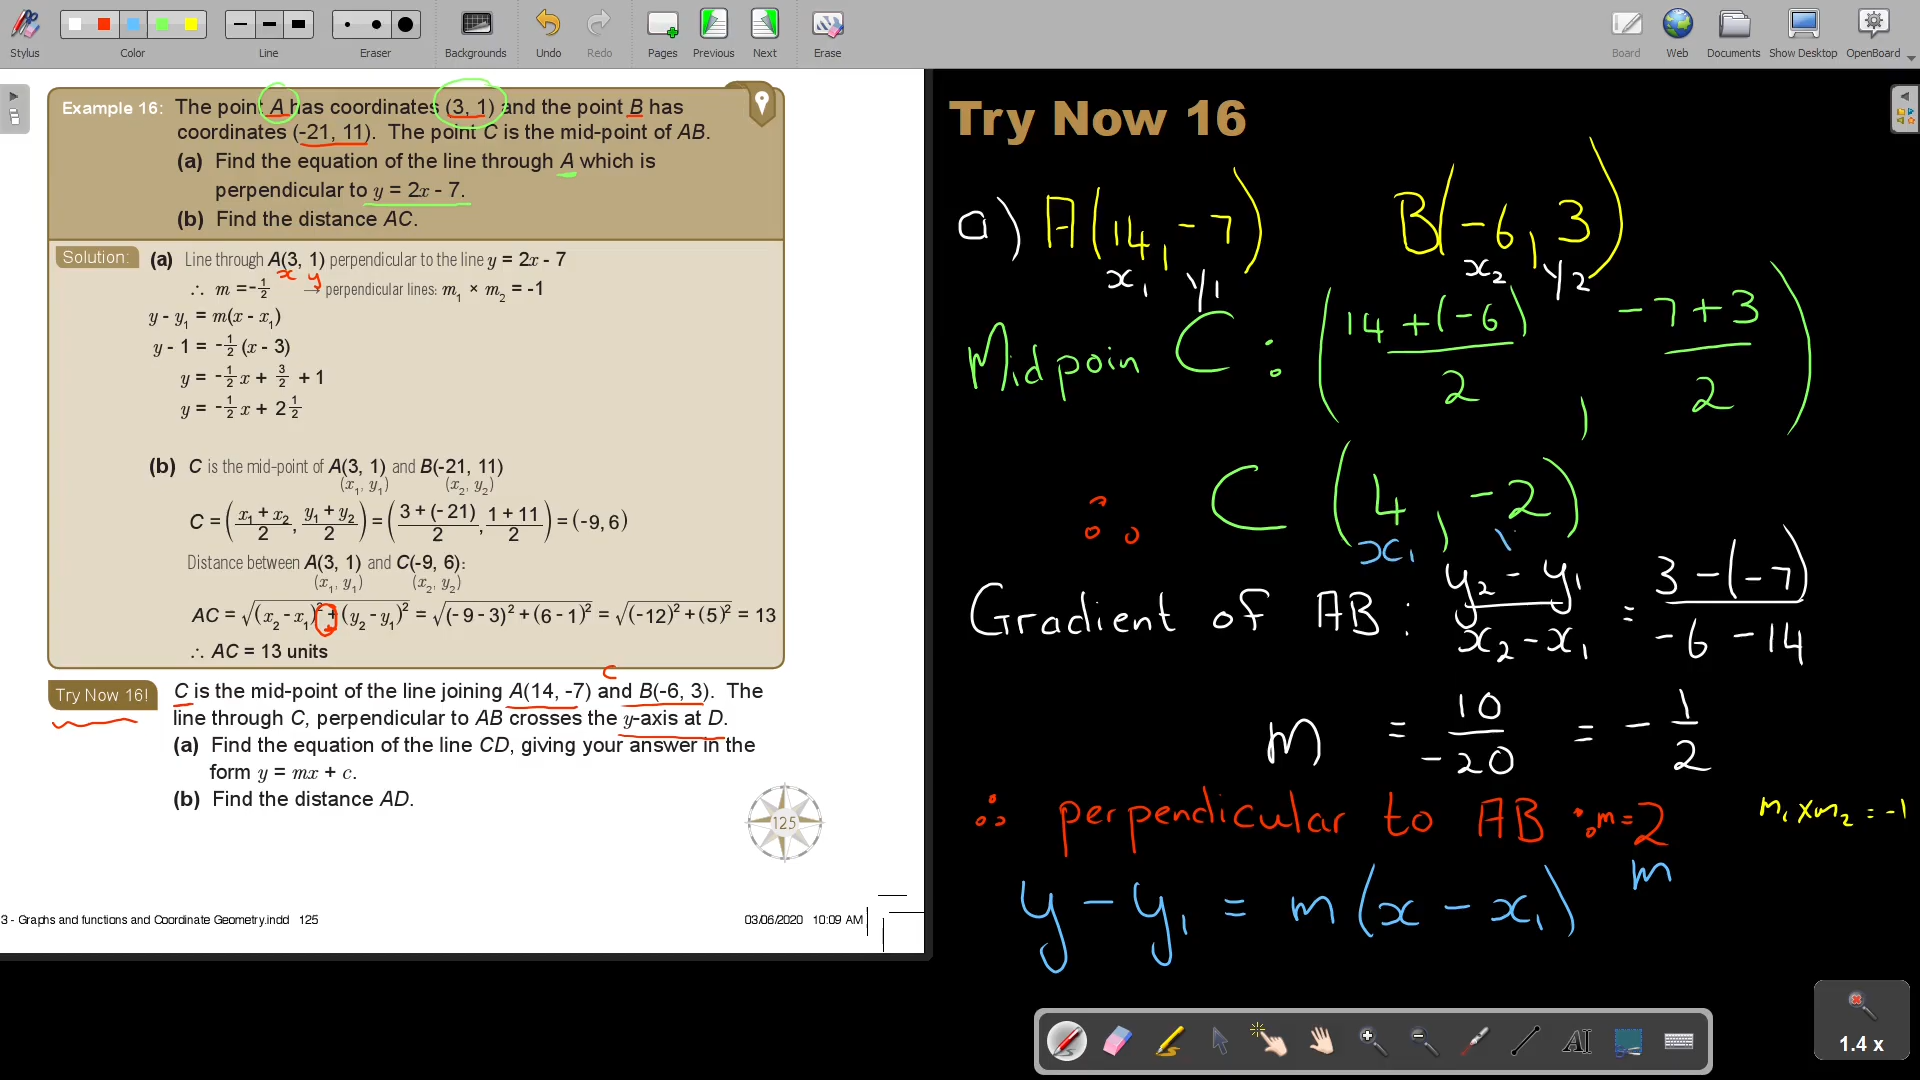 Stylus Color Line Eraser Backgrounds Undo Redo Pages Previous Next Erase Board Web Documents Show Desktop OpenBoard
Example 16: The point A has coordinates (3, 1) and the point B has
coordinates (-21, 11). The point C is the mid-point of AB.
(a) Find the equation of the line through A which is
perpendicular to y = 2x - 7.
(b) Find the distance AC.
Solution: (a) Line through A(3, 1) perpendicular to the line y = 2x - 7
x y
∴ m = -1/2 → perpendicular lines: m₁ × m₂ = -1
y - y₁ = m(x - x₁)
y - 1 = -1/2 (x - 3)
y = -1/2 x + 3/2 + 1
y = -1/2 x + 2 1/2
(b) C is the mid-point of A(3, 1) and B(-21, 11)
(x₁, y₁) (x₂, y₂)
C = ((x₁ + x₂)/2, (y₁ + y₂)/2) = ((3 + (-21))/2, (1 + 11)/2) = (-9, 6)
Distance between A(3, 1) and C(-9, 6):
(x₁, y₁) (x₂, y₂)
AC = √((x₂ - x₁)² + (y₂ - y₁)²) = √((-9 - 3)² + (6 - 1)²) = √((-12)² + (5)²) = 13
∴ AC = 13 units
C
Try Now 16! C is the mid-point of the line joining A(14, -7) and B(-6, 3). The
line through C, perpendicular to AB crosses the y-axis at D.
(a) Find the equation of the line CD, giving your answer in the
form y = mx + c.
(b) Find the distance AD.
125
3 - Graphs and functions and Coordinate Geometry.indd 125 03/06/2020 10:09 AM
Try Now 16
a) A(14, -7) B(-6, 3)
x₁ y₁ x₂ y₂
Midpoin C : ((14 + (-6))/2, (-7 + 3)/2)
∴ C (4, -2)
x₁
Gradient of AB : (y₂ - y₁)/(x₂ - x₁) = (3 - (-7))/(-6 - 14)
m = 10/-20 = -1/2
∴ perpendicular to AB ∴ m = 2 m₁ × m₂ = -1
m
y - y₁ = m(x - x₁)
AI
1.4 x